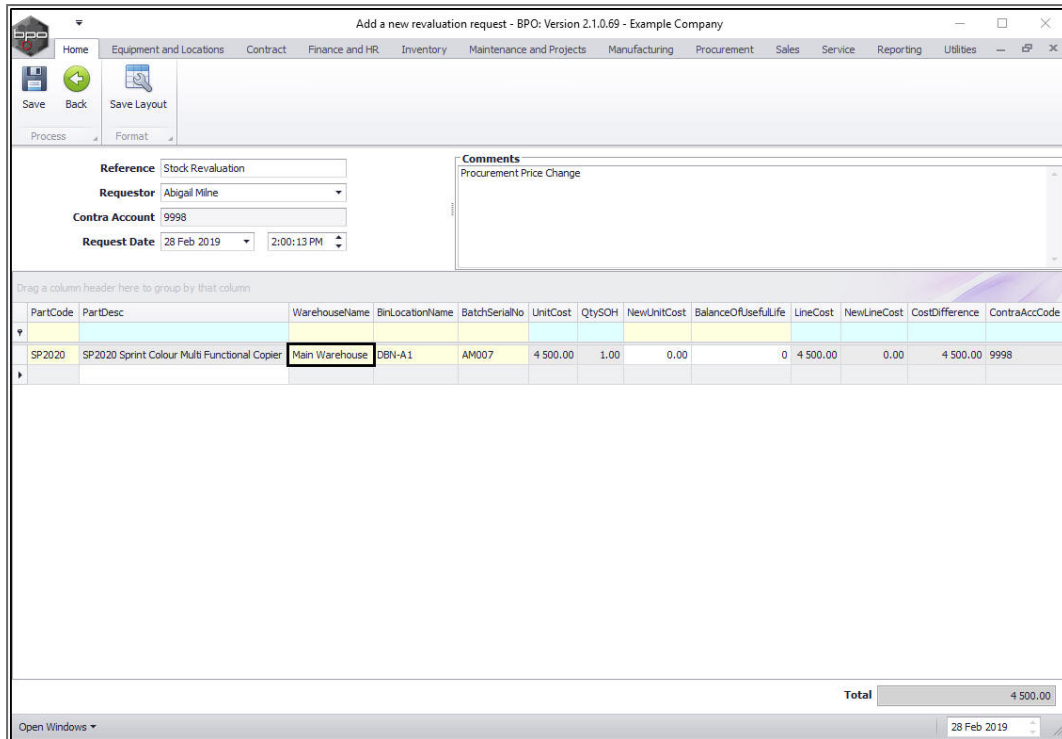 Add a new revaluation request - BPO: Version 2.1.0.69 - Example Company
bpo
Home Equipment and Locations Contract Finance and HR Inventory Maintenance and Projects Manufacturing Procurement Sales Service Reporting Utilities
Save Back Save Layout
Process Format
Reference Stock Revaluation
Requestor Abigail Milne
Contra Account 9998
Request Date 28 Feb 2019 2:00:13 PM
Comments
Procurement Price Change
Drag a column header here to group by that column
PartCode PartDesc WarehouseName BinLocationName BatchSerialNo UnitCost QtySOH NewUnitCost BalanceOfUsefulLife LineCost NewLineCost CostDifference ContraAccCode
SP2020 SP2020 Sprint Colour Multi Functional Copier Main Warehouse DBN-A1 AM007 4 500.00 1.00 0.00 0 4 500.00 0.00 4 500.00 9998
Total 4 500.00
Open Windows 28 Feb 2019